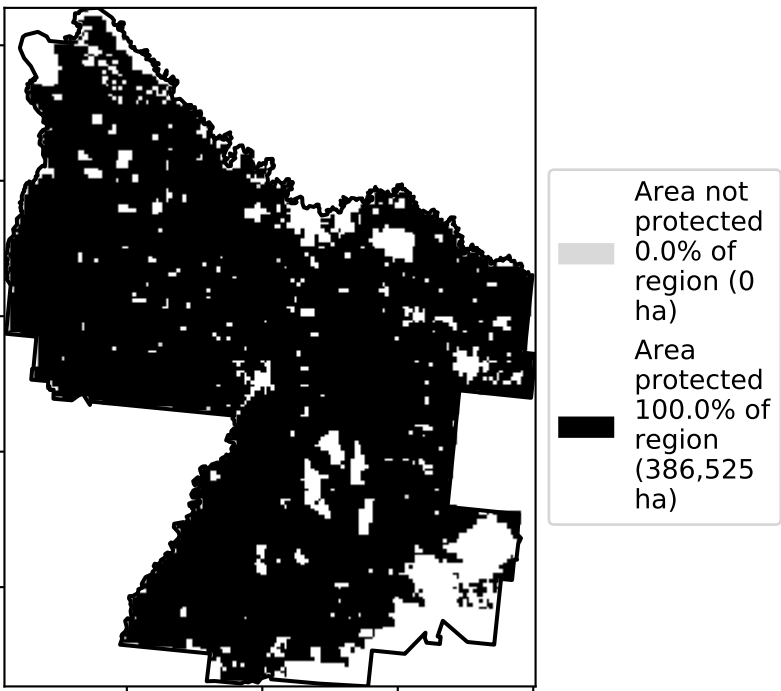 Area not
protected
0.0% of
region (0
ha)
Area
protected
100.0% of
region
(386,525
ha)